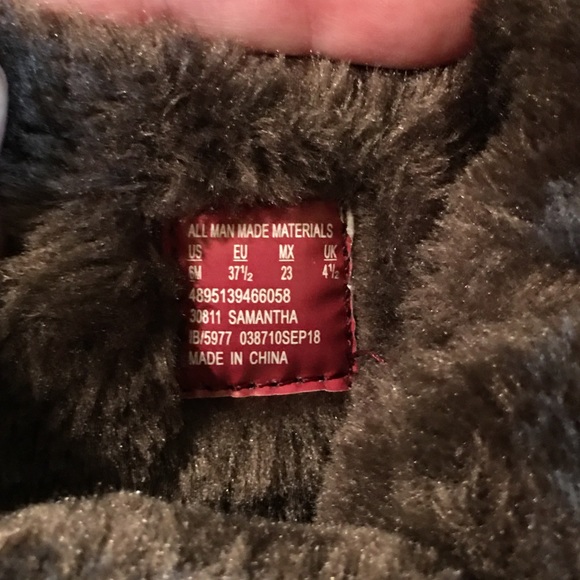 ALL MAN MADE MATERIALS
US EU MX UK
6M 37½ 23 4½
4895139466058
30811 SAMANTHA
IB/5977 038710SEP18
MADE IN CHINA